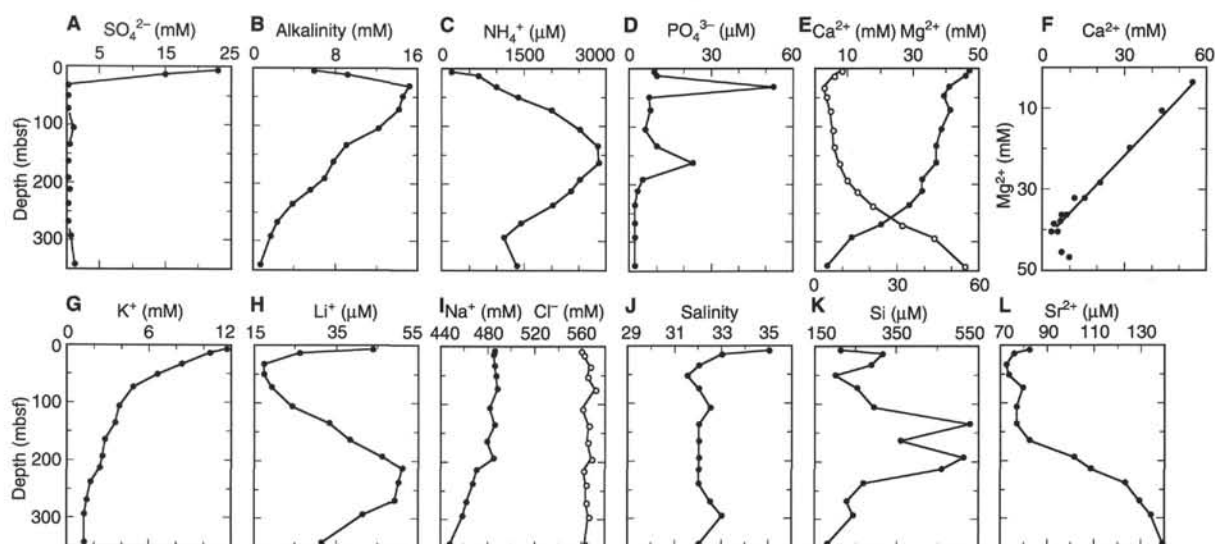 A SO₄²⁻ (mM) B Alkalinity (mM) C NH₄⁺ (μM) D PO₄³⁻ (μM) E Ca²⁺ (mM) Mg²⁺ (mM) F Ca²⁺ (mM)
5 15 25 0 8 16 0 1500 3000 0 30 60 10 30 50 0 30 60
0
100
200
300
Depth (mbsf)
10
30
50
Mg²⁺ (mM)
0 30 60
G K⁺ (mM) H Li⁺ (μM) I Na⁺ (mM) Cl⁻ (mM) J Salinity K Si (μM) L Sr²⁺ (μM)
0 6 12 15 35 55 440 480 520 560 29 31 33 35 150 350 550 70 90 110 130
0
100
200
300
Depth (mbsf)